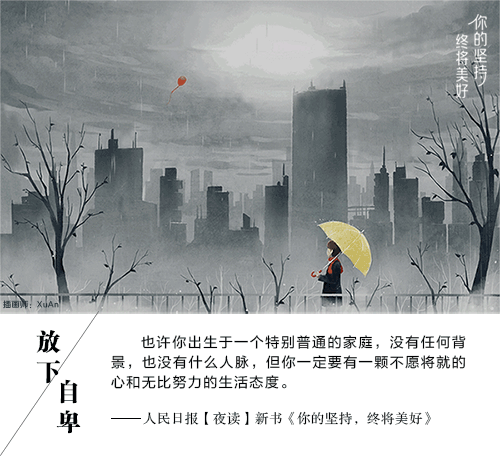 你的坚持
终将美好
插画师：XuAn
放下
自卑
也许你出生于一个特别普通的家庭，没有任何背
景，也没有什么人脉，但你一定要有一颗不愿将就的
心和无比努力的生活态度。
——人民日报【夜读】新书《你的坚持，终将美好》